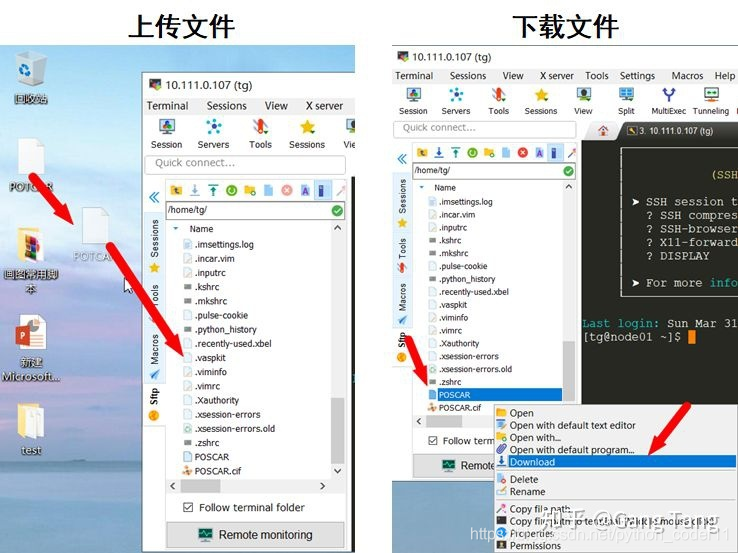 上传文件
下载文件
回收站
POTCAR
POTCA
画图常用脚
本
新建
Microsoft...
test
10.111.0.107 (tg)
Terminal Sessions View X server
Session Servers Tools Sessions
Quick connect...
/home/tg/
Sessions
Tools
Macros
Sftp
Name
.imsettings.log
.incar.vim
.inputrc
.kshrc
.mkshrc
.pulse-cookie
.python_history
.recently-used.xbel
.vaspkit
.viminfo
.vimrc
.Xauthority
.xsession-errors
.xsession-errors.old
.zshrc
POSCAR
POSCAR.cif
Follow terminal folder
Remote monitoring
10.111.0.107 (tg)
Terminal Sessions View X server Tools Settings Macros Help
Session Servers Tools Sessions View Split MultiExec Tunneling
Quick connect...
3. 10.111.0.107 (tg)
/home/tg/
Sessions
Tools
Macros
Sftp
Name
.imsettings.log
.incar.vim
.inputrc
.kshrc
.mkshrc
.pulse-cookie
.python_history
.recently-used.xbel
.vaspkit
.viminfo
.vimrc
.Xauthority
.xsession-errors
.xsession-errors.old
.zshrc
POSCAR
POSCAR.cif
Follow term
Remo
(SSH
➤ SSH session t
? SSH compres
? SSH-browser
? X11-forward
? DISPLAY
➤ For more info
Last login: Sun Mar 31
[tg@node01 ~]$
Open
Open with default text editor
Open with...
Open with default program...
Download
Delete
Rename
Copy file path
Copy file path to terminal (Middle mouse click)
Properties
Permissions
知乎 @Gang Tang